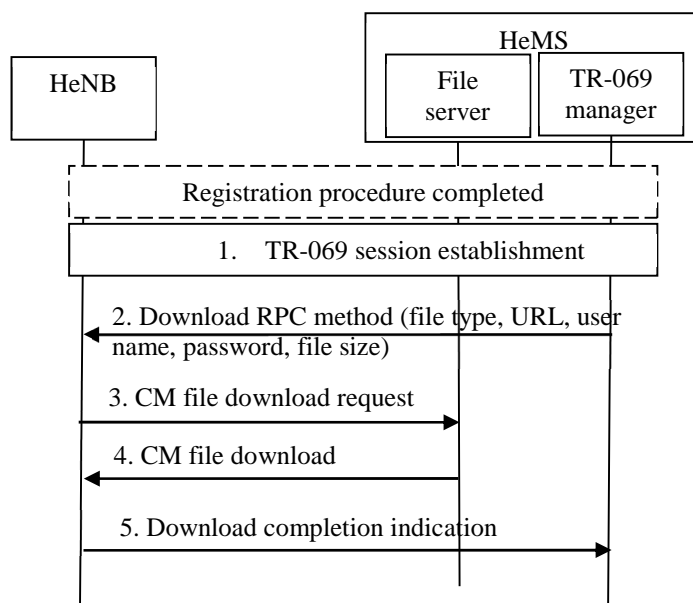 HeMS
HeNB
File
server
TR-069
manager
Registration procedure completed
1. TR-069 session establishment
2. Download RPC method (file type, URL, user
name, password, file size)
3. CM file download request
4. CM file download
5. Download completion indication